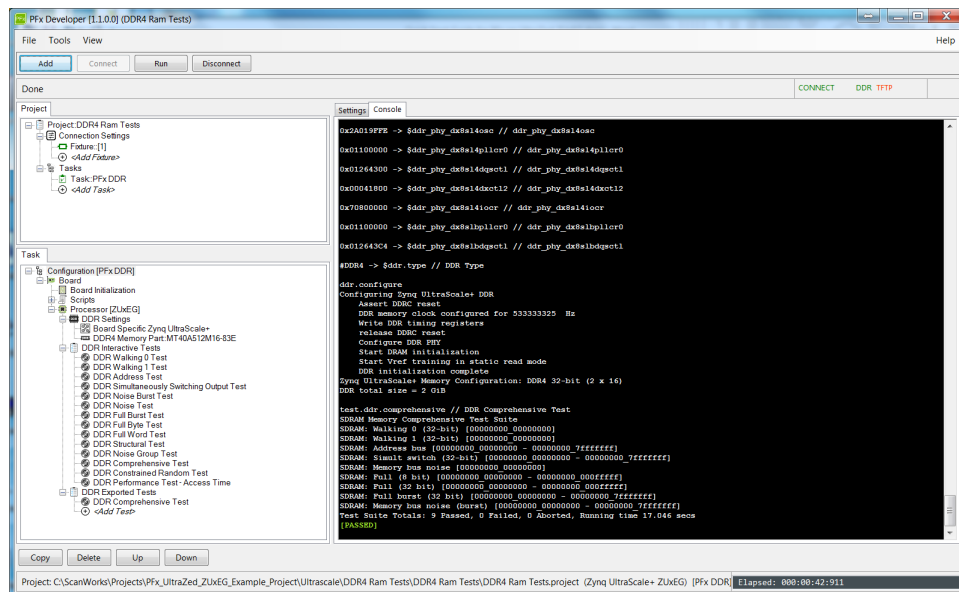 PFx Developer [1.1.0.0] (DDR4 Ram Tests)
File Tools View Help
Add Connect Run Disconnect
Done CONNECT DDR TFTP
Project
Project::DDR4 Ram Tests
Connection Settings
Fixture::[1]
<Add Fixture>
Tasks
Task::PFx DDR
<Add Task>
Task
Configuration [PFx DDR]
Board
Board Initialization
Scripts
Processor [ZUxEG]
DDR Settings
Board Specific Zynq UltraScale+
DDR4 Memory Part:MT40A512M16-83E
DDR Interactive Tests
DDR Walking 0 Test
DDR Walking 1 Test
DDR Address Test
DDR Simultaneously Switching Output Test
DDR Noise Burst Test
DDR Noise Test
DDR Full Burst Test
DDR Full Byte Test
DDR Full Word Test
DDR Structural Test
DDR Noise Group Test
DDR Comprehensive Test
DDR Constrained Random Test
DDR Performance Test - Access Time
DDR Exported Tests
DDR Comprehensive Test
<Add Test>
Settings Console
0x2A019FFE -> $ddr_phy_dx8sl4osc // ddr_phy_dx8sl4osc
0x01100000 -> $ddr_phy_dx8sl4pllcr0 // ddr_phy_dx8sl4pllcr0
0x01264300 -> $ddr_phy_dx8sl4dqsctl // ddr_phy_dx8sl4dqsctl
0x00041800 -> $ddr_phy_dx8sl4dxctl2 // ddr_phy_dx8sl4dxctl2
0x70800000 -> $ddr_phy_dx8sl4iocr // ddr_phy_dx8sl4iocr
0x01100000 -> $ddr_phy_dx8slbpllcr0 // ddr_phy_dx8slbpllcr0
0x012643C4 -> $ddr_phy_dx8slbdqsctl // ddr_phy_dx8slbdqsctl
#DDR4 -> $ddr.type // DDR Type
ddr.configure
Configuring Zynq UltraScale+ DDR
Assert DDRC reset
DDR memory clock configured for 533333325 Hz
Write DDR timing registers
release DDRC reset
Configure DDR PHY
Start DRAM initialization
Start Vref training in static read mode
DDR initialization complete
Zynq UltraScale+ Memory Configuration: DDR4 32-bit (2 x 16)
DDR total size = 2 GiB
test.ddr.comprehensive // DDR Comprehensive Test
SDRAM Memory Comprehensive Test Suite
SDRAM: Walking 0 (32-bit) [00000000_00000000]
SDRAM: Walking 1 (32-bit) [00000000_00000000]
SDRAM: Address bus [00000000_00000000 - 00000000_7fffffff]
SDRAM: Simult switch (32-bit) [00000000_00000000 - 00000000_7fffffff]
SDRAM: Memory bus noise [00000000_00000000]
SDRAM: Full (8 bit) [00000000_00000000 - 00000000_000fffff]
SDRAM: Full (32 bit) [00000000_00000000 - 00000000_000fffff]
SDRAM: Full burst (32 bit) [00000000_00000000 - 00000000_7fffffff]
SDRAM: Memory bus noise (burst) [00000000_00000000 - 00000000_7fffffff]
Test Suite Totals: 9 Passed, 0 Failed, 0 Aborted, Running time 17.046 secs
[PASSED]
Copy Delete Up Down
Project: C:\ScanWorks\Projects\PFx_UltraZed_ZUxEG_Example_Project\Ultrascale\DDR4 Ram Tests\DDR4 Ram Tests\DDR4 Ram Tests.project (Zynq UltraScale+ ZUxEG) [PFx DDR] Elapsed: 000:00:42:911